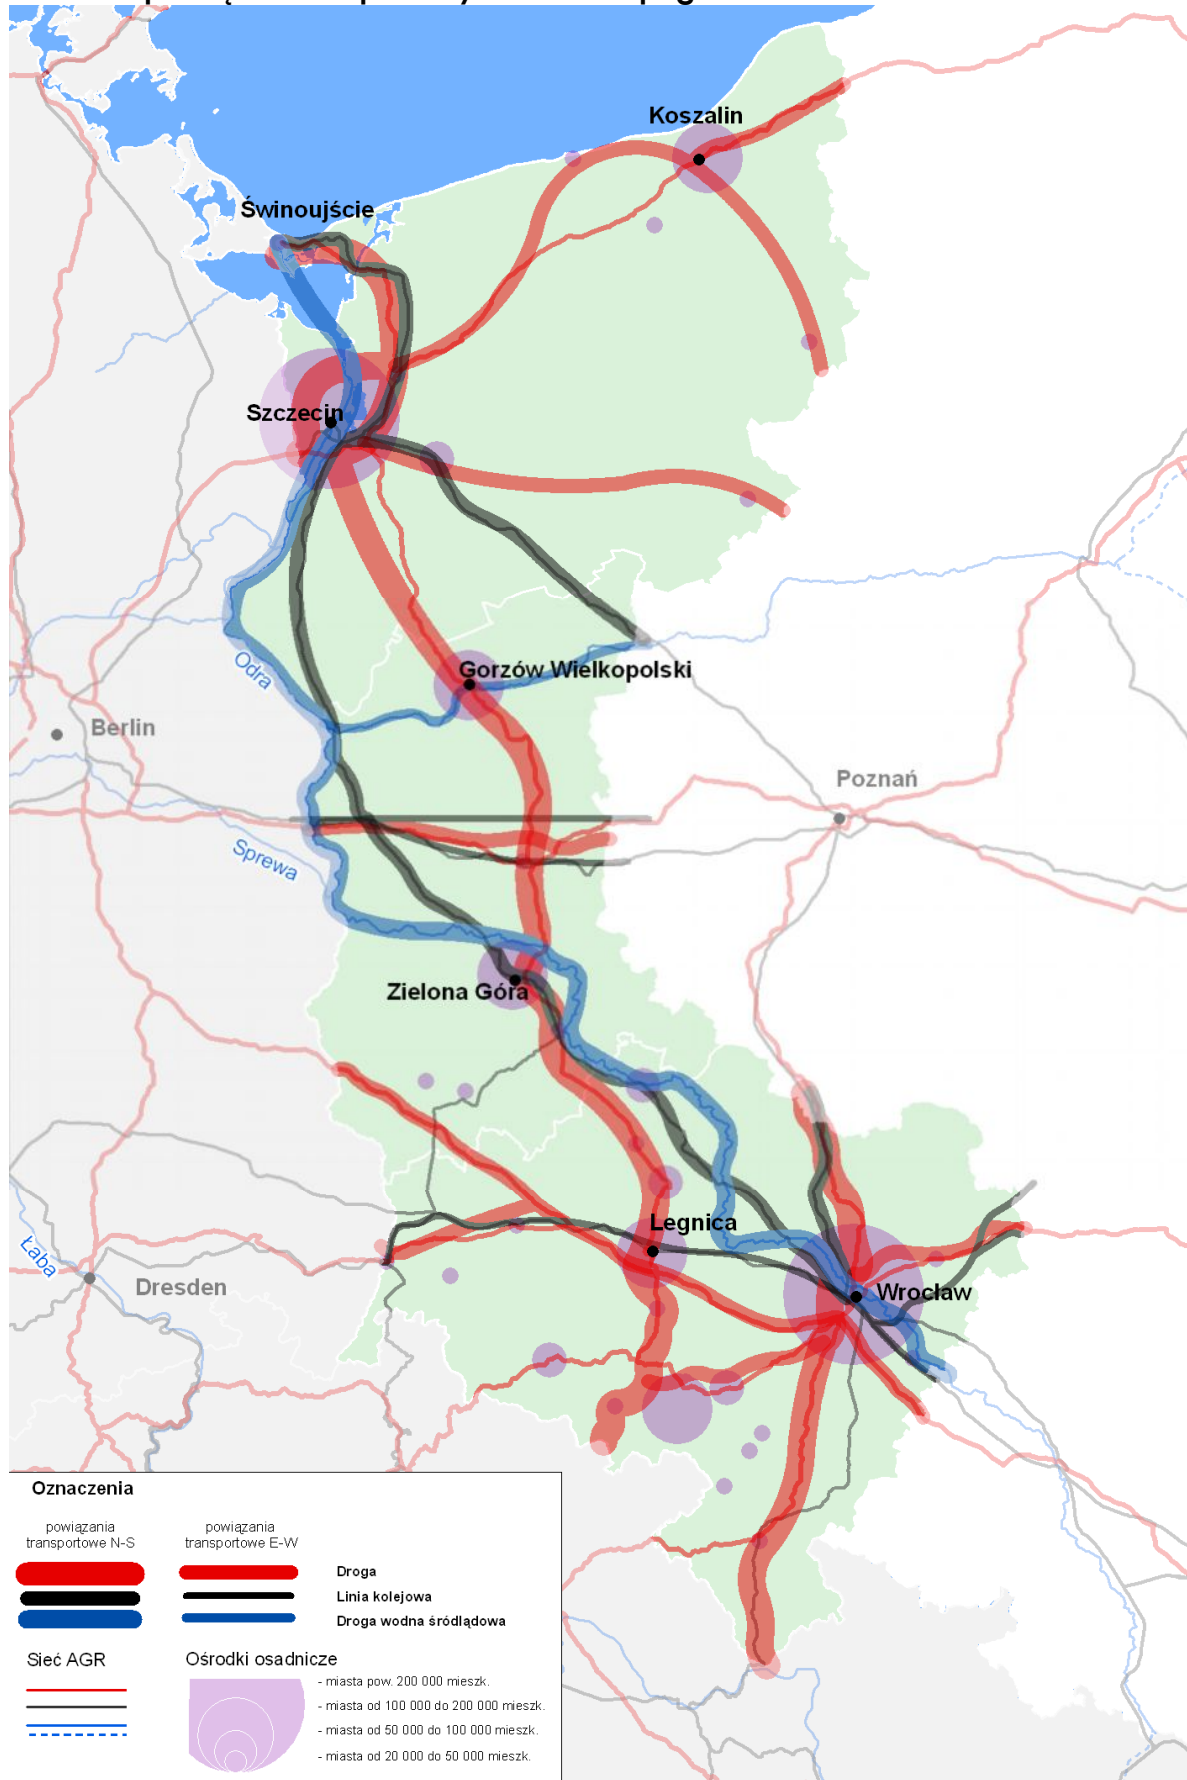 Koszalin
Świnoujście
Szczecin
Gorzów Wielkopolski
Odra
Berlin
Poznań
Sprewa
Zielona Góra
Legnica
Łaba
Dresden
Wrocław
Oznaczenia
powiązania
transportowe N-S
powiązania
transportowe E-W
Droga
Linia kolejowa
Droga wodna śródlądowa
Sieć AGR
Ośrodki osadnicze
- miasta pow. 200 000 mieszk.
- miasta od 100 000 do 200 000 mieszk.
- miasta od 50 000 do 100 000 mieszk.
- miasta od 20 000 do 50 000 mieszk.